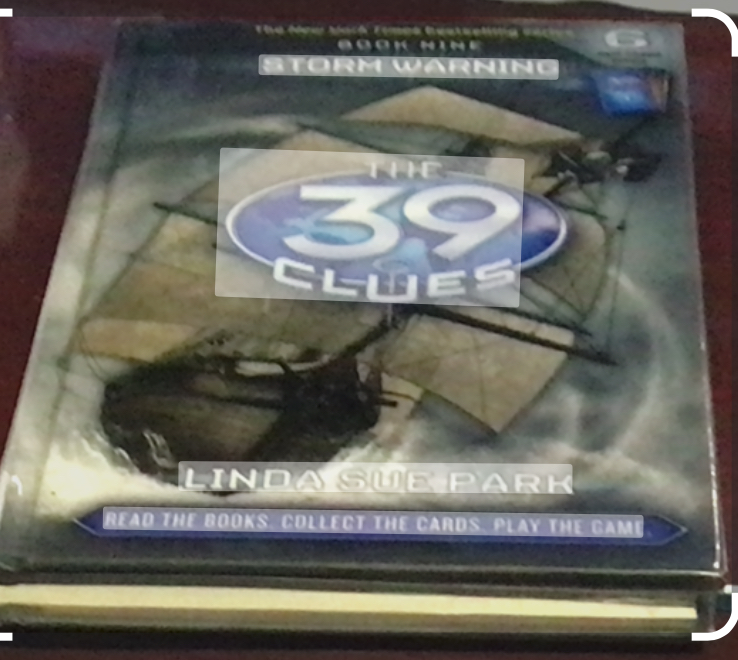 The New York Times bestselling series
BOOK NINE
STORM WARNING
6
THE
39
CLUES
LINDA SUE PARK
READ THE BOOKS. COLLECT THE CARDS. PLAY THE GAME.